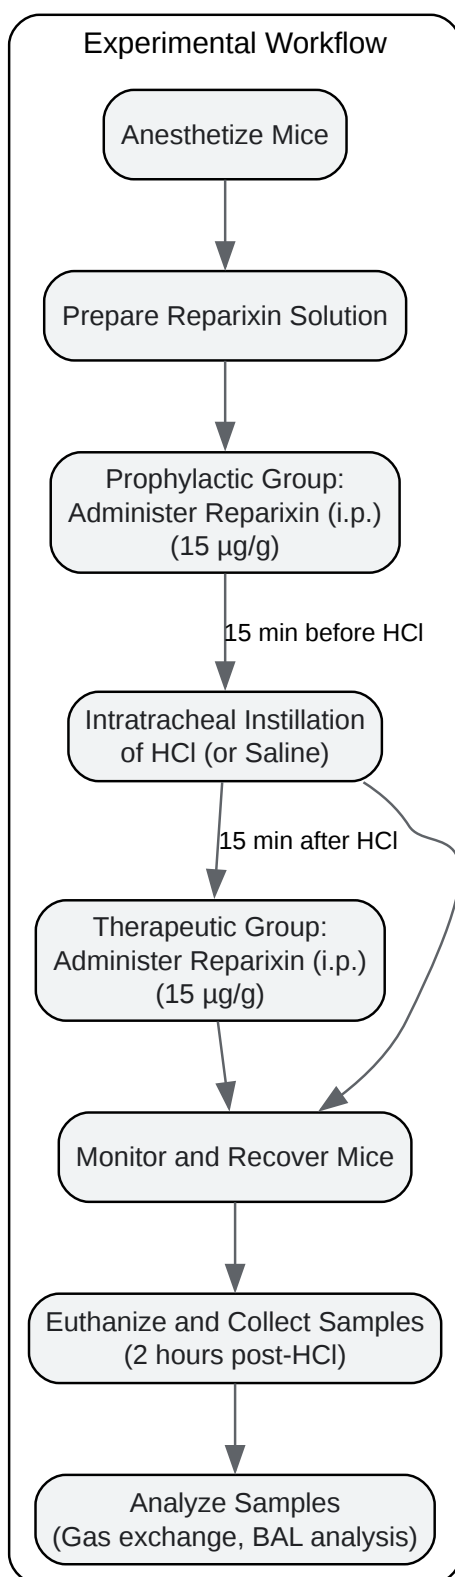 Experimental Workflow
Anesthetize Mice
Prepare Reparixin Solution
Prophylactic Group:
Administer Reparixin (i.p.)
(15 µg/g)
15 min before HCl
Intratracheal Instillation
of HCl (or Saline)
15 min after HCl
Therapeutic Group:
Administer Reparixin (i.p.)
(15 µg/g)
Monitor and Recover Mice
Euthanize and Collect Samples
(2 hours post-HCl)
Analyze Samples
(Gas exchange, BAL analysis)